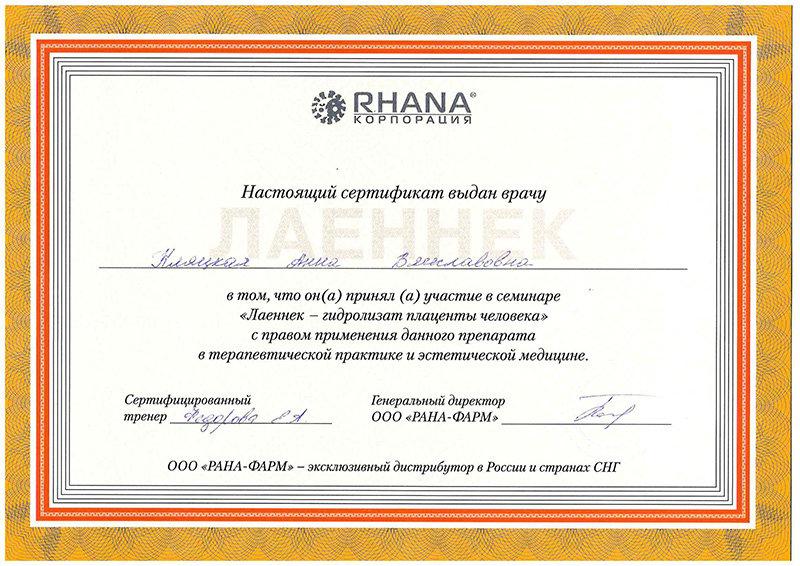 RHANA®
КОРПОРАЦИЯ
Настоящий сертификат выдан врачу
ЛАЕННЕК
Анна Вячеславовна
в том, что он(а) принял (а) участие в семинаре
«Лаеннек – гидролизат плаценты человека»
с правом применения данного препарата
в терапевтической практике и эстетической медицине.
Сертифицированный
тренер Федорова Е А
Генеральный директор
ООО «РАНА-ФАРМ»
ООО «РАНА-ФАРМ» – эксклюзивный дистрибутор в России и странах СНГ